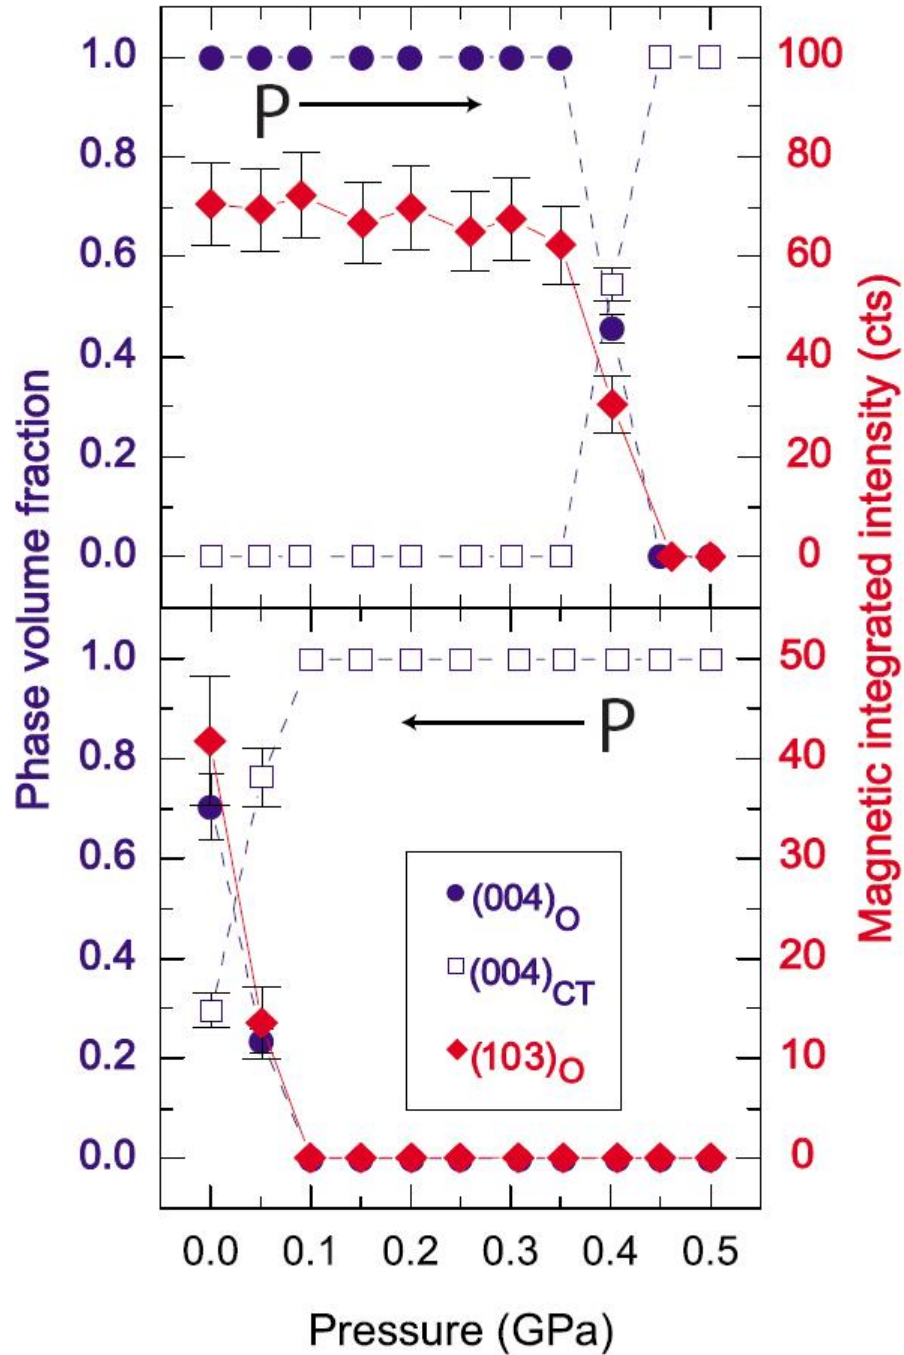 1.0 100
P
0.8 80
0.6 60
0.4 40
0.2 20
0.0 0
1.0 50
P
0.8 40
0.6 30
(004)O
0.4 20
(004)CT
0.2 10
(103)O
0.0 0
0.0 0.1 0.2 0.3 0.4 0.5
Pressure (GPa)
Phase volume fraction
Magnetic integrated intensity (cts)